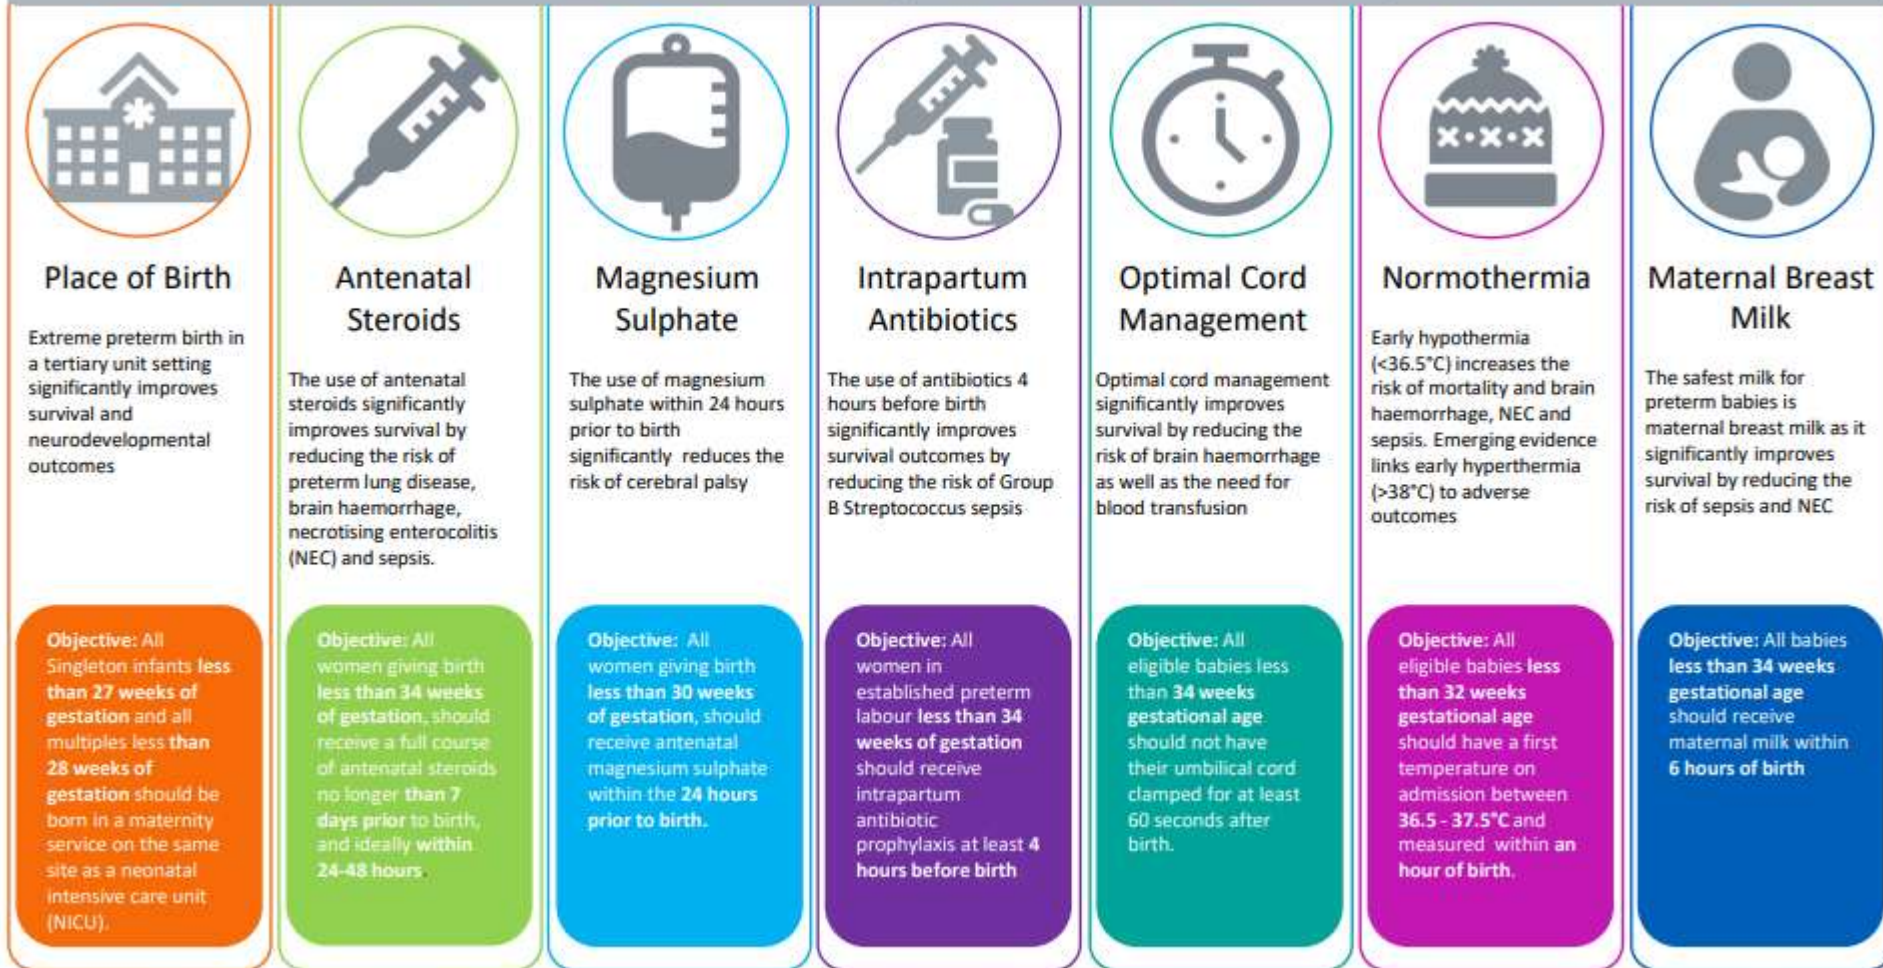 Place of Birth
Extreme preterm birth in
a tertiary unit setting
significantly improves
survival and
neurodevelopmental
outcomes
Objective: All
Singleton infants less
than 27 weeks of
gestation and all
multiples less than
28 weeks of
gestation should be
born in a maternity
service on the same
site as a neonatal
intensive care unit
(NICU).
Antenatal
Steroids
The use of antenatal
steroids significantly
improves survival by
reducing the risk of
preterm lung disease,
brain haemorrhage,
necrotising enterocolitis
(NEC) and sepsis.
Objective: All
women giving birth
less than 34 weeks
of gestation, should
receive a full course
of antenatal steroids
no longer than 7
days prior to birth,
and ideally within
24-48 hours.
Magnesium
Sulphate
The use of magnesium
sulphate within 24 hours
prior to birth
significantly reduces the
risk of cerebral palsy
Objective: All
women giving birth
less than 30 weeks
of gestation, should
receive antenatal
magnesium sulphate
within the 24 hours
prior to birth.
Intrapartum
Antibiotics
The use of antibiotics 4
hours before birth
significantly improves
survival outcomes by
reducing the risk of Group
B Streptococcus sepsis
Objective: All
women in
established preterm
labour less than 34
weeks of gestation
should receive
intrapartum
antibiotic
prophylaxis at least 4
hours before birth
Optimal Cord
Management
Optimal cord management
significantly improves
survival by reducing the
risk of brain haemorrhage
as well as the need for
blood transfusion
Objective: All
eligible babies less
than 34 weeks
gestational age
should not have
their umbilical cord
clamped for at least
60 seconds after
birth.
Normothermia
Early hypothermia
(<36.5°C) increases the
risk of mortality and brain
haemorrhage, NEC and
sepsis. Emerging evidence
links early hyperthermia
(>38°C) to adverse
outcomes
Objective: All
eligible babies less
than 32 weeks
gestational age
should have a first
temperature on
admission between
36.5 - 37.5°C and
measured within an
hour of birth.
Maternal Breast
Milk
The safest milk for
preterm babies is
maternal breast milk as it
significantly improves
survival by reducing the
risk of sepsis and NEC
Objective: All babies
less than 34 weeks
gestational age
should receive
maternal milk within
6 hours of birth